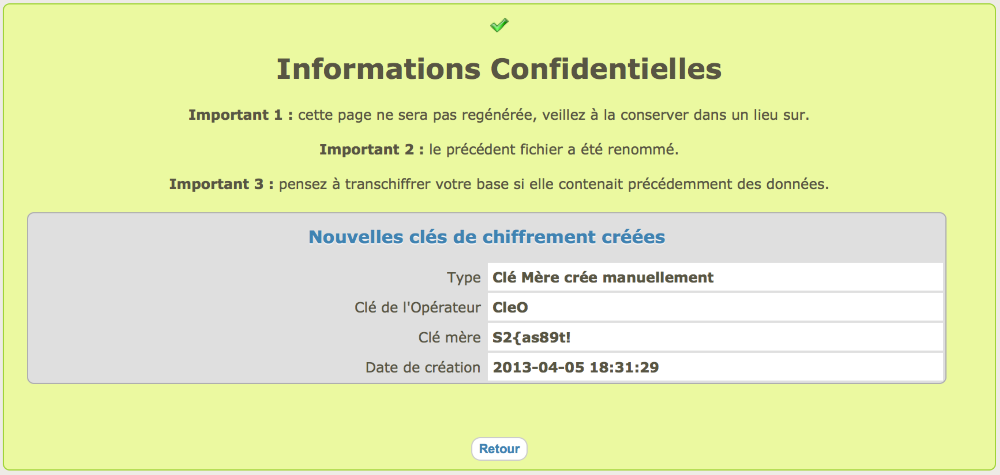 Informations Confidentielles
Important 1 : cette page ne sera pas regénérée, veillez à la conserver dans un lieu sur.
Important 2 : le précédent fichier a été renommé.
Important 3 : pensez à transchiffrer votre base si elle contenait précédemment des données.
Nouvelles clés de chiffrement créées
Type Clé Mère crée manuellement
Clé de l'Opérateur CleO
Clé mère S2{as89t!
Date de création 2013-04-05 18:31:29
Retour